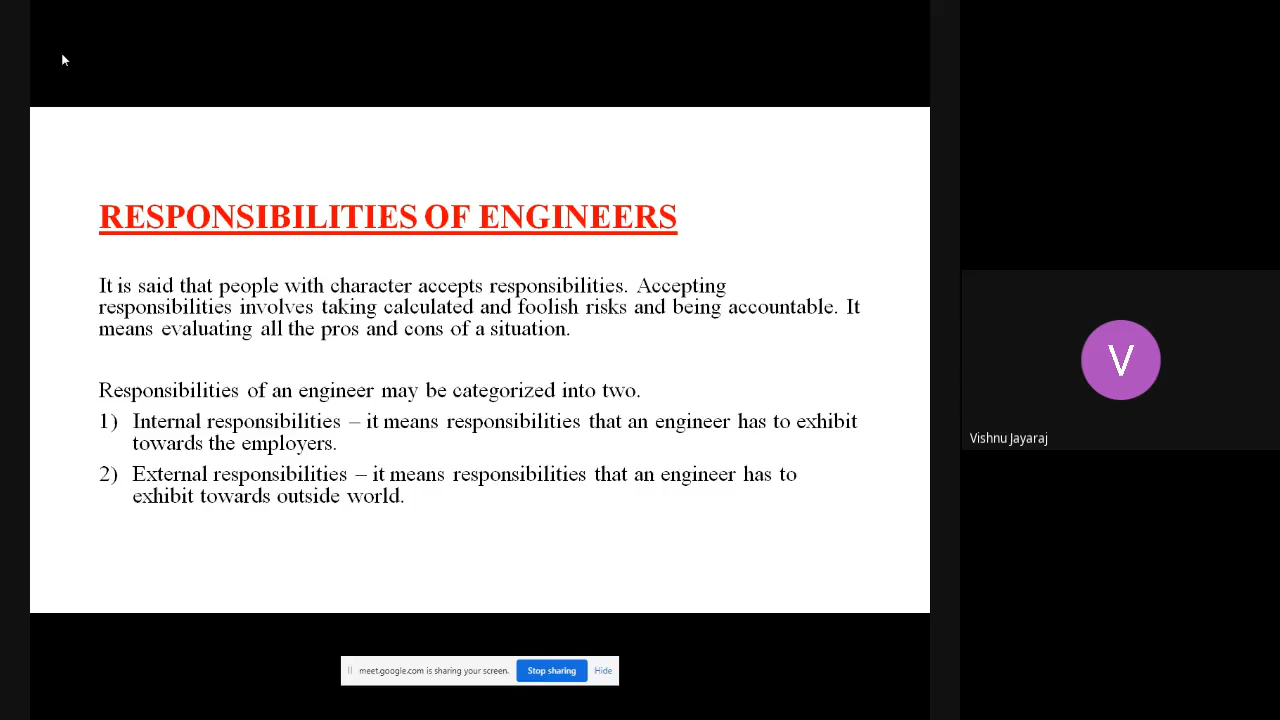 RESPONSIBILITIES OF ENGINEERS
It is said that people with character accepts responsibilities. Accepting
responsibilities involves taking calculated and foolish risks and being accountable. It
means evaluating all the pros and cons of a situation.
Responsibilities of an engineer may be categorized into two.
1) Internal responsibilities – it means responsibilities that an engineer has to exhibit
towards the employers.
2) External responsibilities – it means responsibilities that an engineer has to
exhibit towards outside world.
V
Vishnu Jayaraj
meet.google.com is sharing your screen. Stop sharing Hide